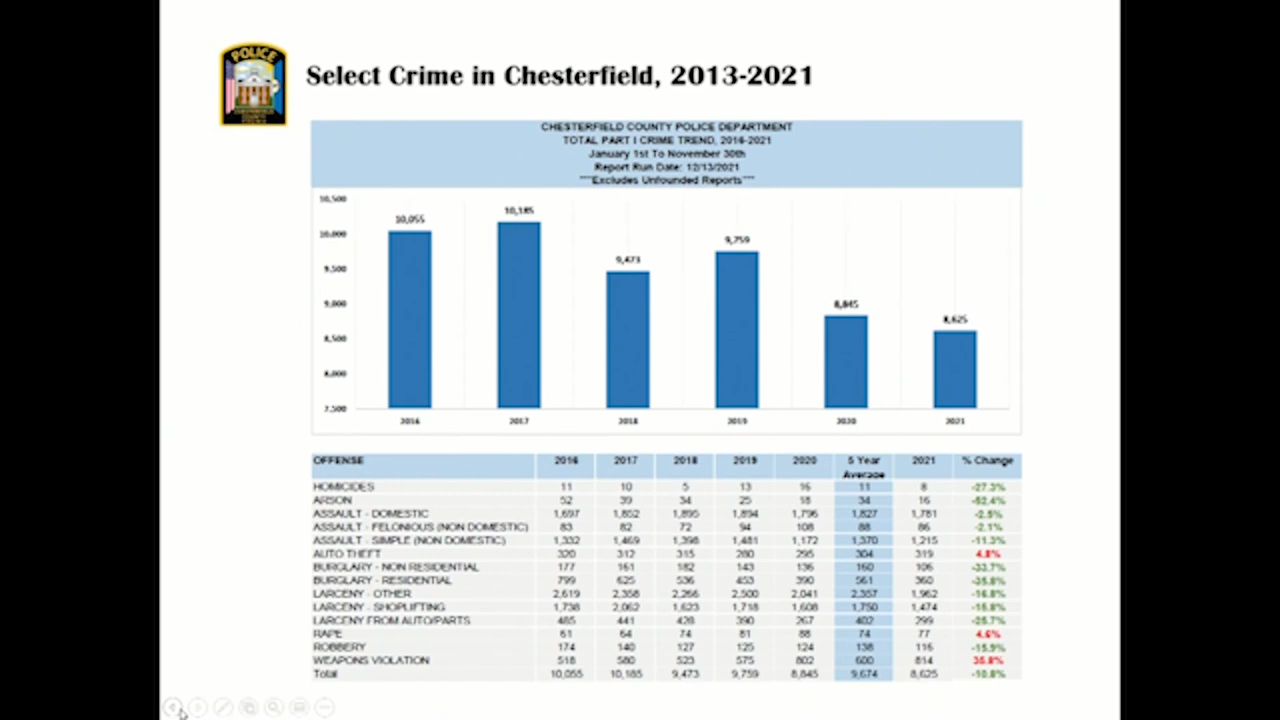 POLICE
Select Crime in Chesterfield, 2013-2021
CHESTERFIELD COUNTY POLICE DEPARTMENT
TOTAL PART I CRIME TREND, 2016-2021
January 1st To November 30th
Report Run Date: 12/13/2021
***Excludes Unfounded Reports***
10,500
10,000
9,500
9,000
8,500
8,000
7,500
10,055
10,185
9,473
9,759
8,845
8,625
2016 2017 2018 2019 2020 2021
OFFENSE 2016 2017 2018 2019 2020 5 Year Average 2021 % Change
HOMICIDES 11 10 5 13 16 11 8 -27.3%
ARSON 52 39 34 25 18 34 16 -52.4%
ASSAULT - DOMESTIC 1,697 1,852 1,895 1,894 1,796 1,827 1,781 -2.5%
ASSAULT - FELONIOUS (NON DOMESTIC) 83 82 72 94 108 88 86 -2.1%
ASSAULT - SIMPLE (NON DOMESTIC) 1,332 1,469 1,398 1,481 1,172 1,370 1,215 -11.3%
AUTO THEFT 320 312 315 280 295 304 319 4.8%
BURGLARY - NON RESIDENTIAL 177 161 182 143 136 160 106 -33.7%
BURGLARY - RESIDENTIAL 799 625 536 453 390 561 360 -35.8%
LARCENY - OTHER 2,619 2,358 2,266 2,500 2,041 2,357 1,962 -16.8%
LARCENY - SHOPLIFTING 1,738 2,062 1,623 1,718 1,608 1,750 1,474 -15.8%
LARCENY FROM AUTO/PARTS 485 441 428 390 267 402 299 -25.7%
RAPE 61 64 74 81 88 74 77 4.6%
ROBBERY 174 140 127 125 124 138 116 -15.9%
WEAPONS VIOLATION 518 580 523 575 802 600 814 35.8%
Total 10,055 10,185 9,473 9,759 8,845 9,674 8,625 -10.8%